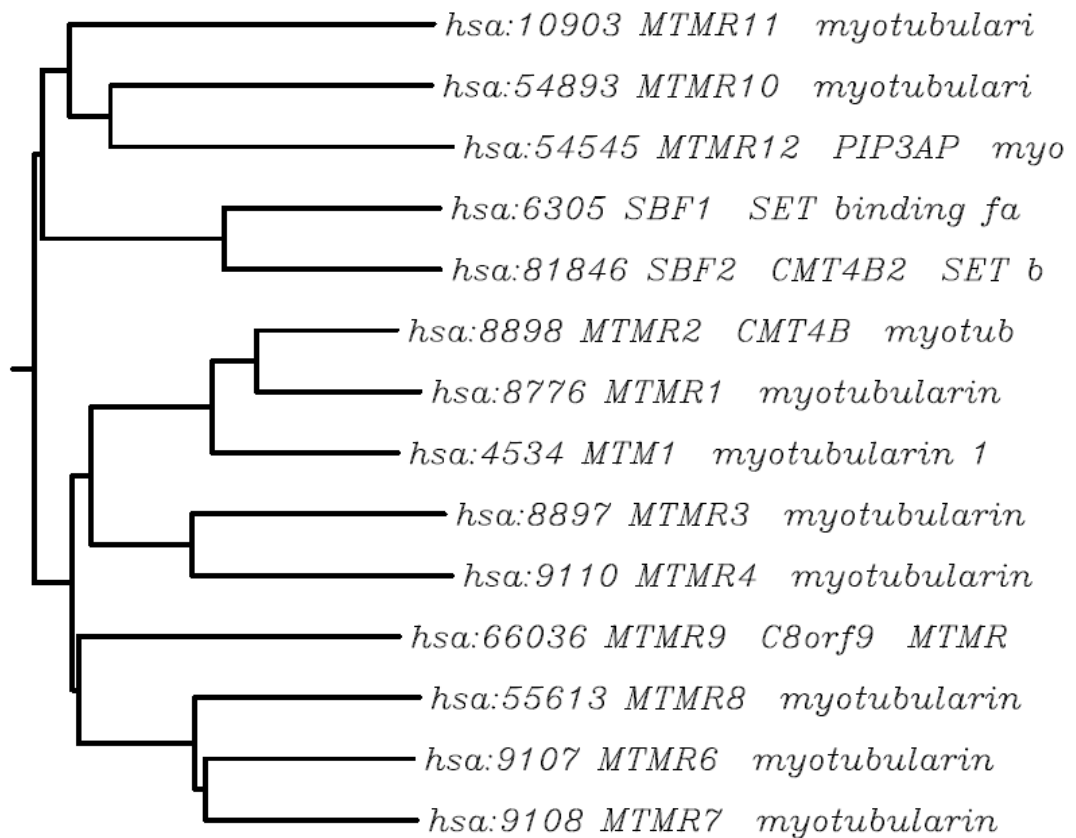 hsa:10903 MTMR11 myotubulari
hsa:54893 MTMR10 myotubulari
hsa:54545 MTMR12 PIP3AP myo
hsa:6305 SBF1 SET binding fa
hsa:81846 SBF2 CMT4B2 SET b
hsa:8898 MTMR2 CMT4B myotub
hsa:8776 MTMR1 myotubularin
hsa:4534 MTM1 myotubularin 1
hsa:8897 MTMR3 myotubularin
hsa:9110 MTMR4 myotubularin
hsa:66036 MTMR9 C8orf9 MTMR
hsa:55613 MTMR8 myotubularin
hsa:9107 MTMR6 myotubularin
hsa:9108 MTMR7 myotubularin